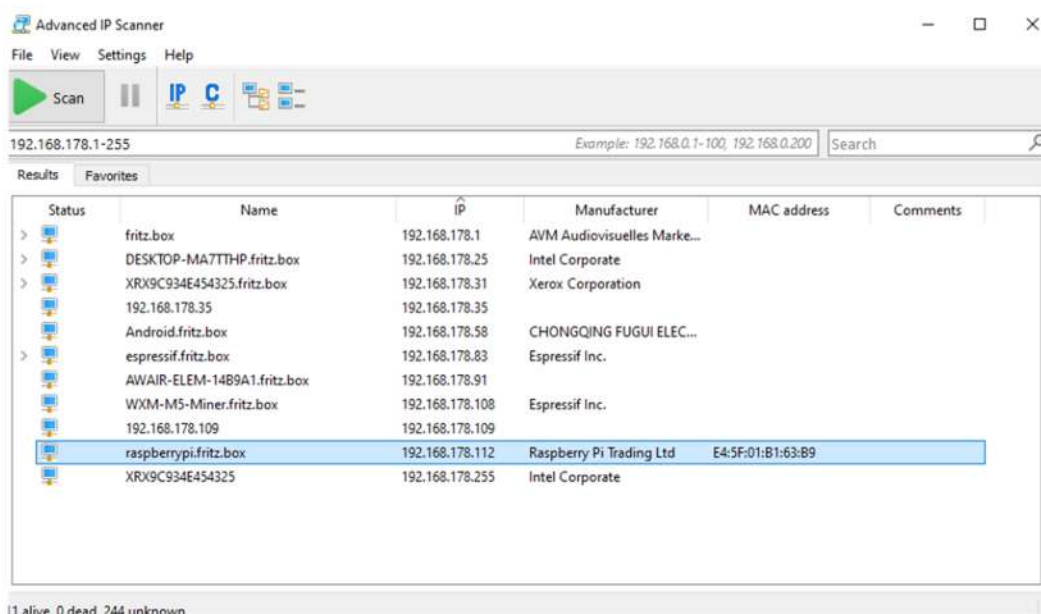 Advanced IP Scanner
File View Settings Help
Scan IP C
192.168.178.1-255 Example: 192.168.0.1-100, 192.168.0.200 Search
Results Favorites
Status Name IP Manufacturer MAC address Comments
fritz.box 192.168.178.1 AVM Audiovisuelles Marke...
DESKTOP-MA7TTHP.fritz.box 192.168.178.25 Intel Corporate
XRX9C934E454325.fritz.box 192.168.178.31 Xerox Corporation
192.168.178.35 192.168.178.35
Android.fritz.box 192.168.178.58 CHONGQING FUGUI ELEC...
espressif.fritz.box 192.168.178.83 Espressif Inc.
AWAIR-ELEM-14B9A1.fritz.box 192.168.178.91
WXM-M5-Miner.fritz.box 192.168.178.108 Espressif Inc.
192.168.178.109 192.168.178.109
raspberrypi.fritz.box 192.168.178.112 Raspberry Pi Trading Ltd E4:5F:01:B1:63:B9
XRX9C934E454325 192.168.178.255 Intel Corporate
11 alive, 0 dead, 244 unknown